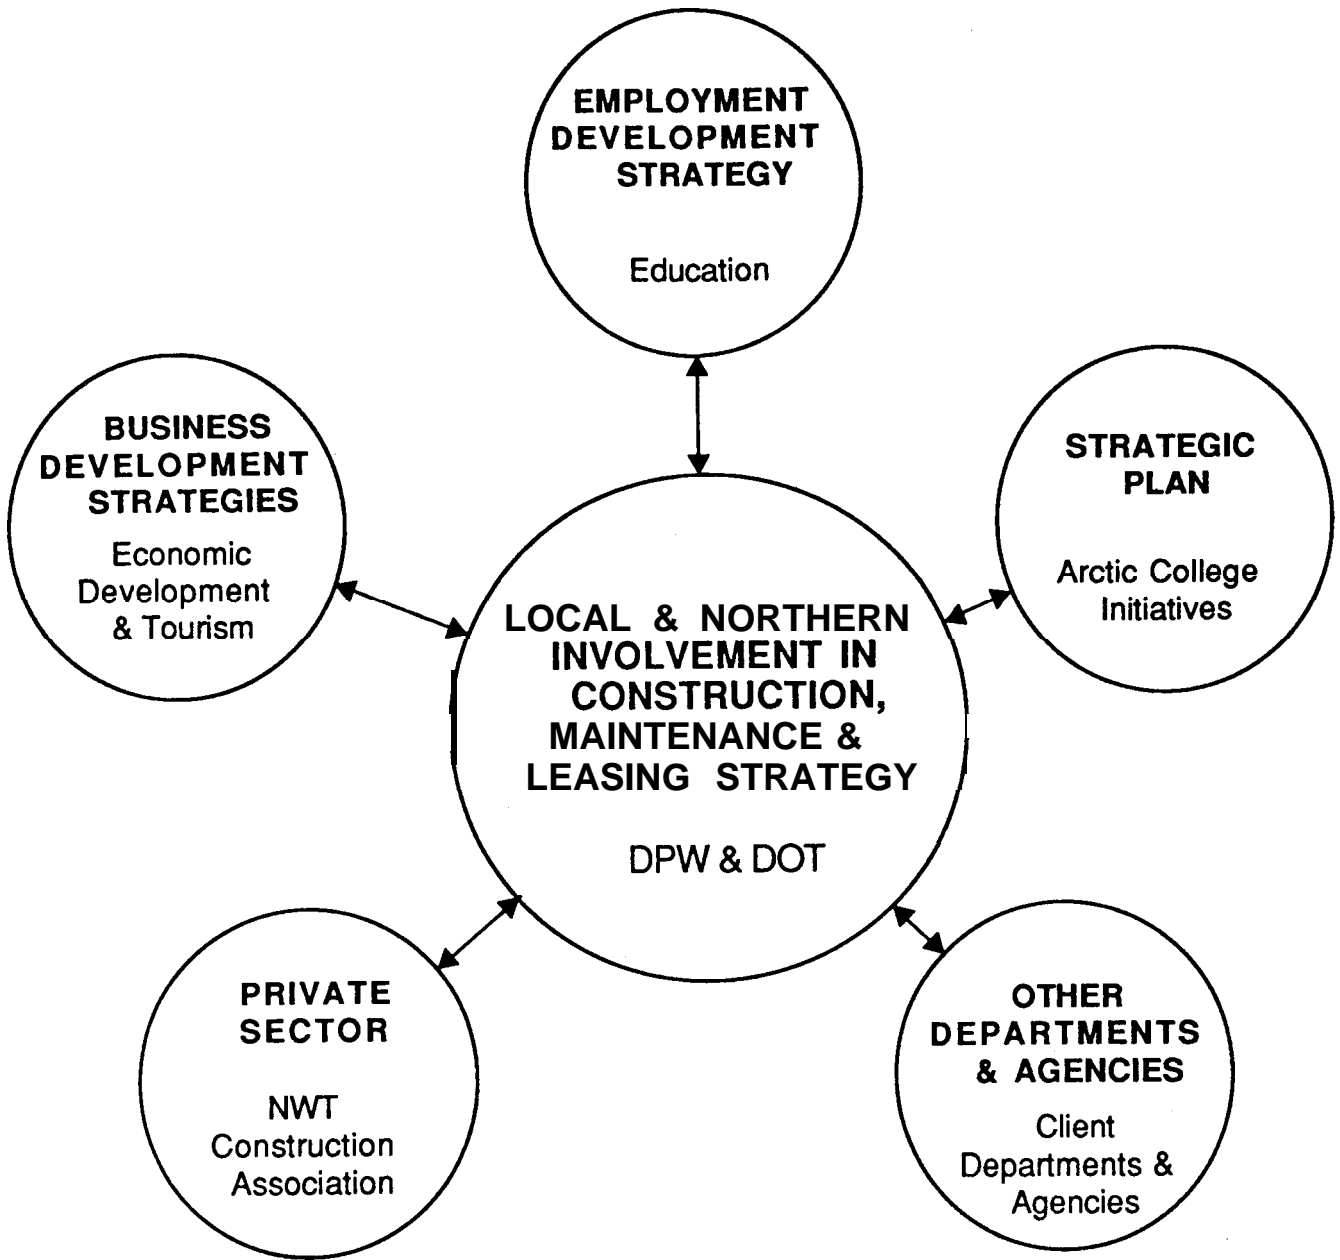 EMPLOYMENT
DEVELOPMENT
STRATEGY
Education
BUSINESS
DEVELOPMENT
STRATEGIES
Economic
Development
& Tourism
STRATEGIC
PLAN
Arctic College
Initiatives
LOCAL & NORTHERN
INVOLVEMENT IN
CONSTRUCTION,
MAINTENANCE &
LEASING STRATEGY
DPW & DOT
PRIVATE
SECTOR
NWT
Construction
Association
OTHER
DEPARTMENTS
& AGENCIES
Client
Departments &
Agencies